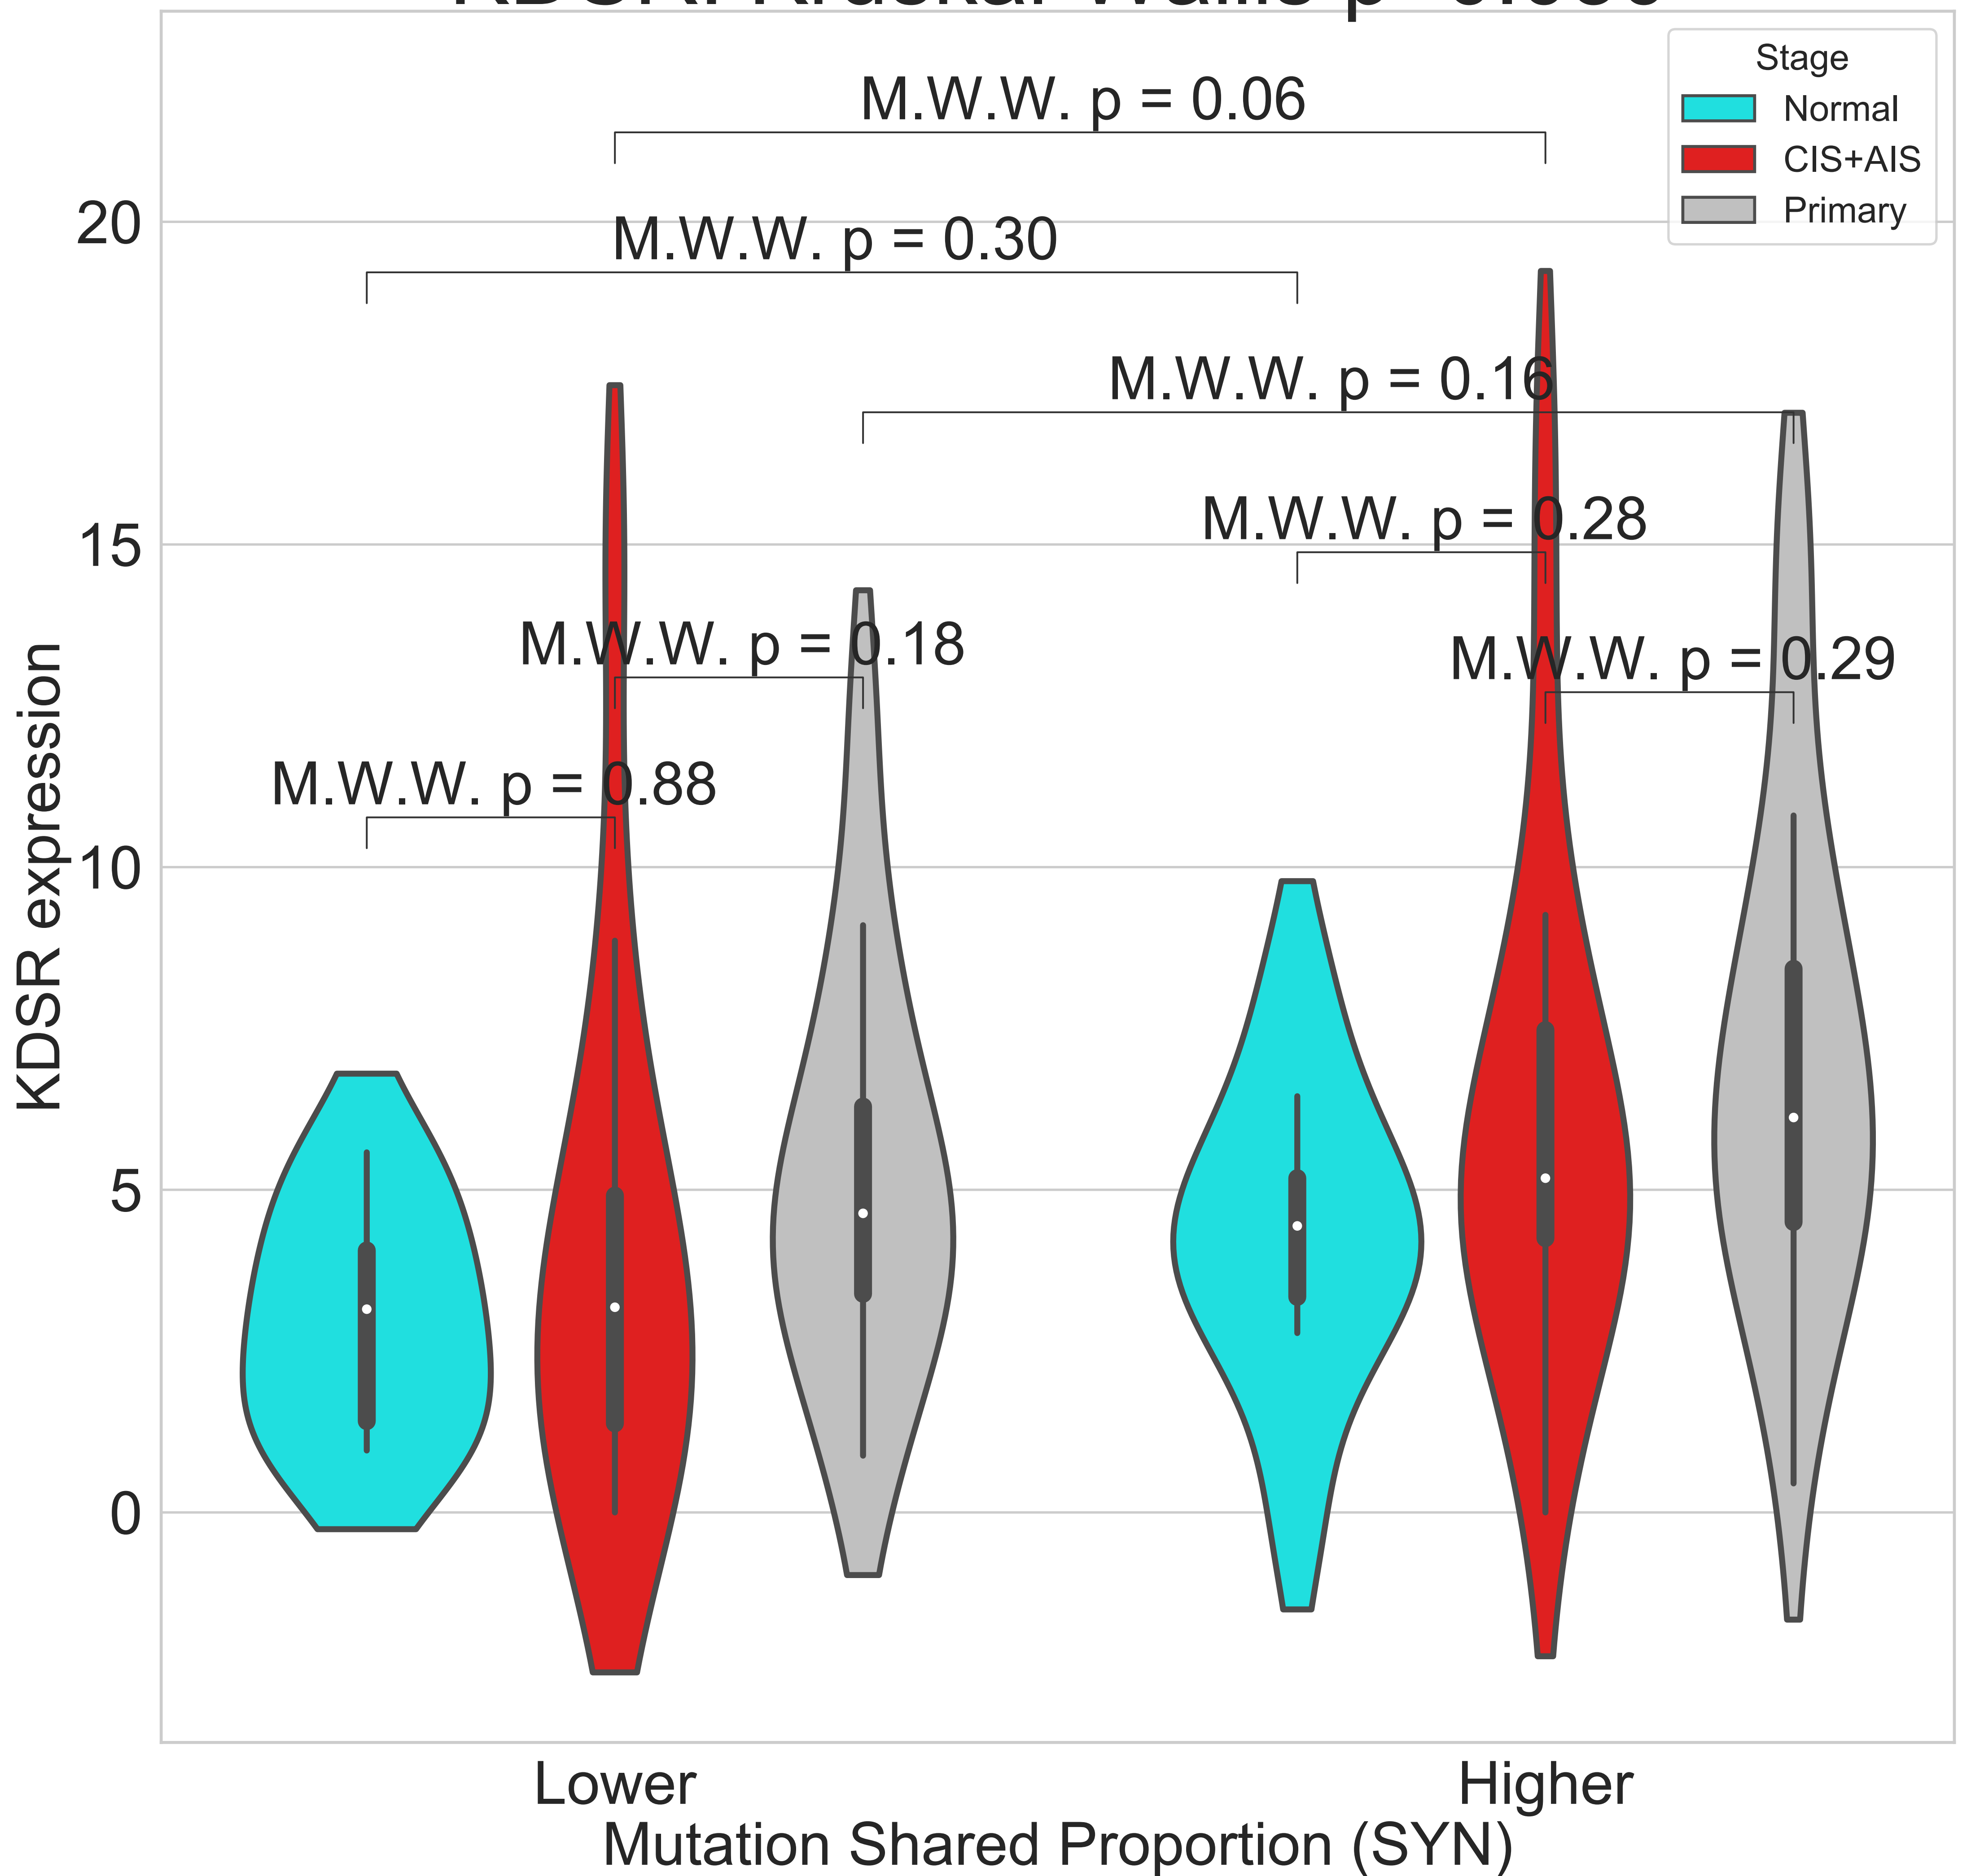 Stage
Normal
CIS+AIS
Primary
M.W.W. p = 0.06
M.W.W. p = 0.30
M.W.W. p = 0.16
M.W.W. p = 0.28
M.W.W. p = 0.18
M.W.W. p = 0.29
M.W.W. p = 0.88
20
15
10
5
0
KDSR expression
Lower
Higher
Mutation Shared Proportion (SYN)